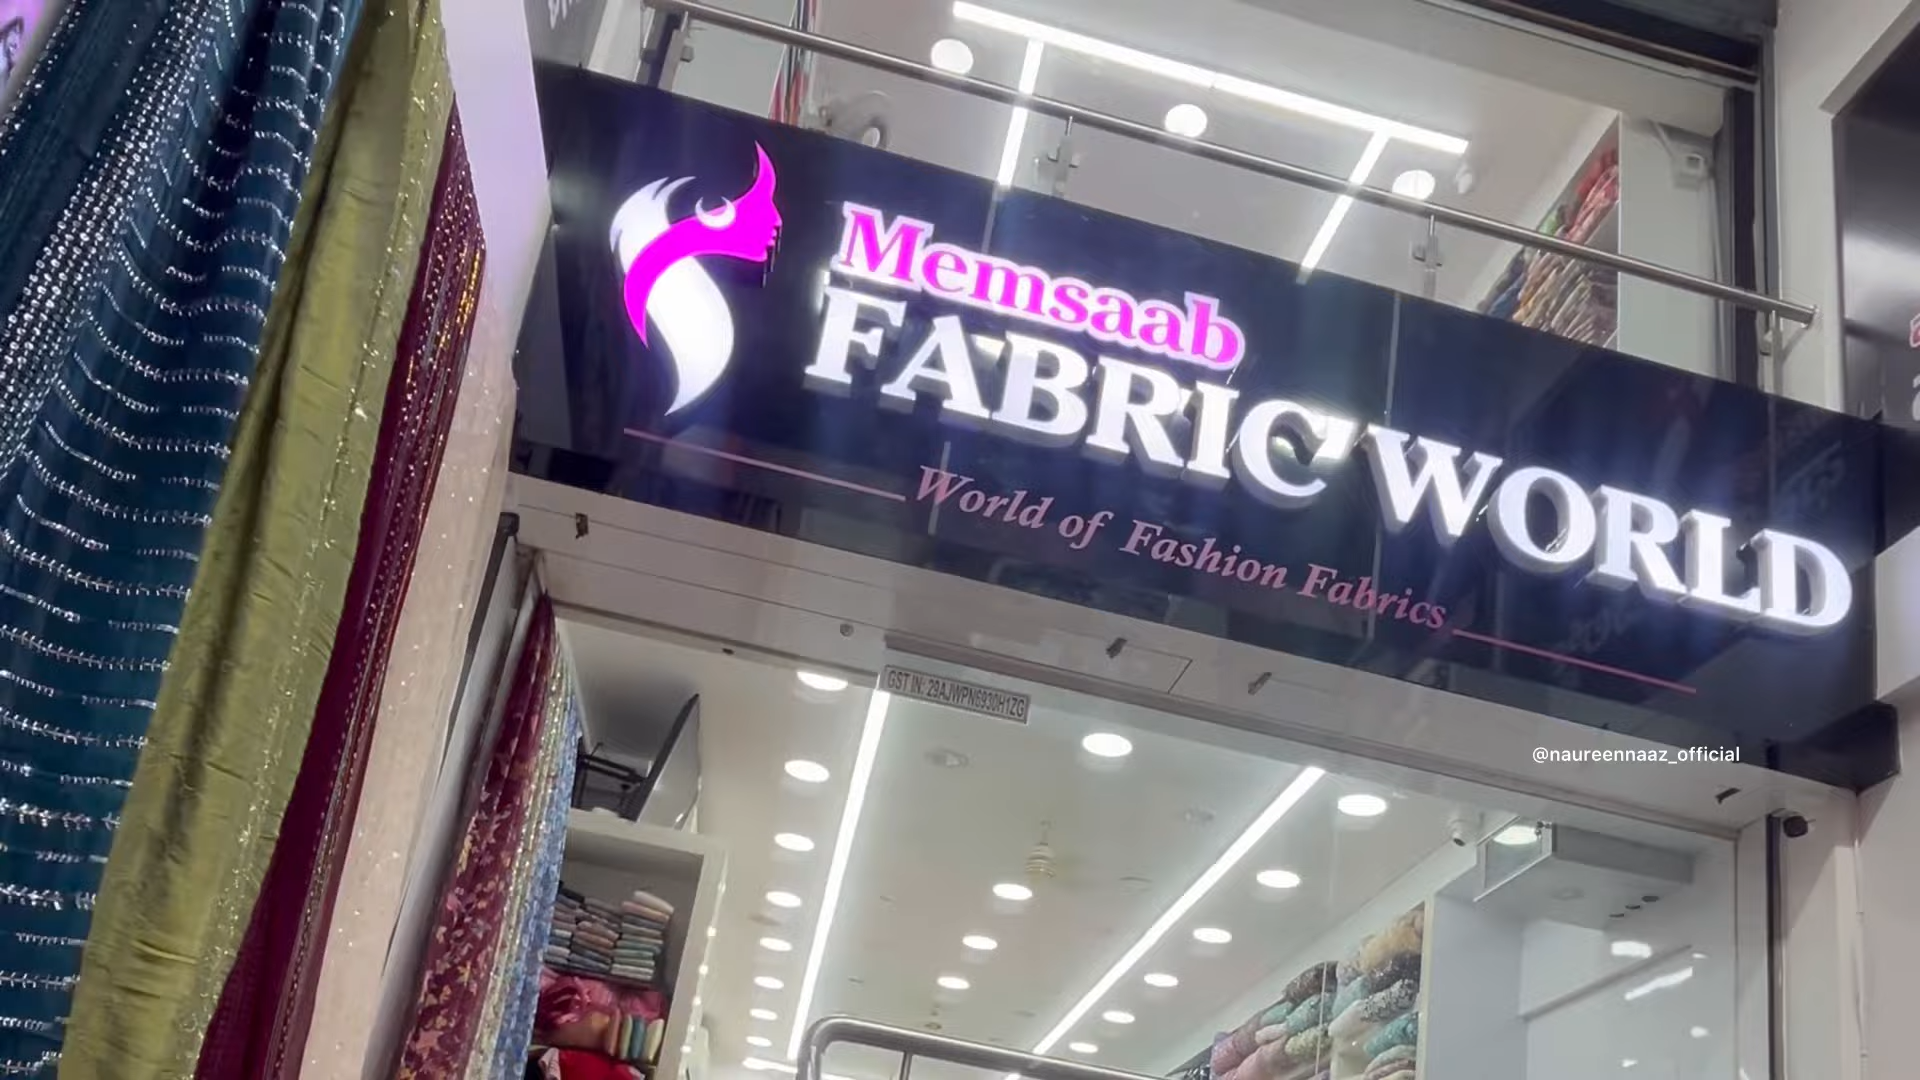 Memsaab
FABRIC WORLD
World of Fashion Fabrics
GST IN: 29AJWPN6930H1ZG
@naureennaaz_official